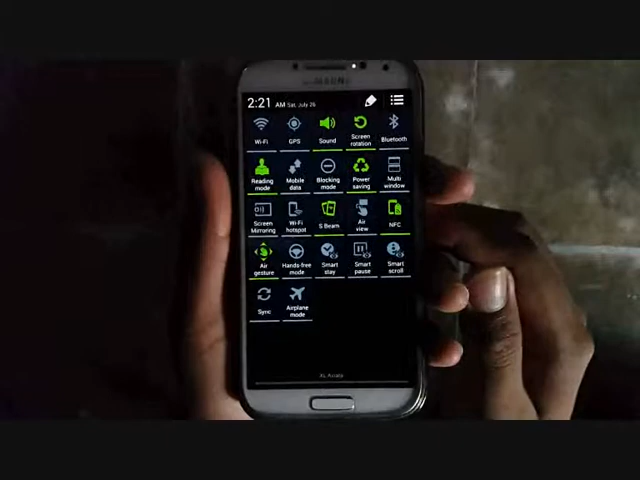 SAMSUNG
2:21 AM Sat, July 26
Wi-Fi GPS Sound Screen rotation Bluetooth
Reading mode Mobile data Blocking mode Power saving Multi window
Screen Mirroring Wi-Fi hotspot S Beam Air view NFC
Air gesture Hands-free mode Smart stay Smart pause Smart scroll
Sync Airplane mode
XL Axiata